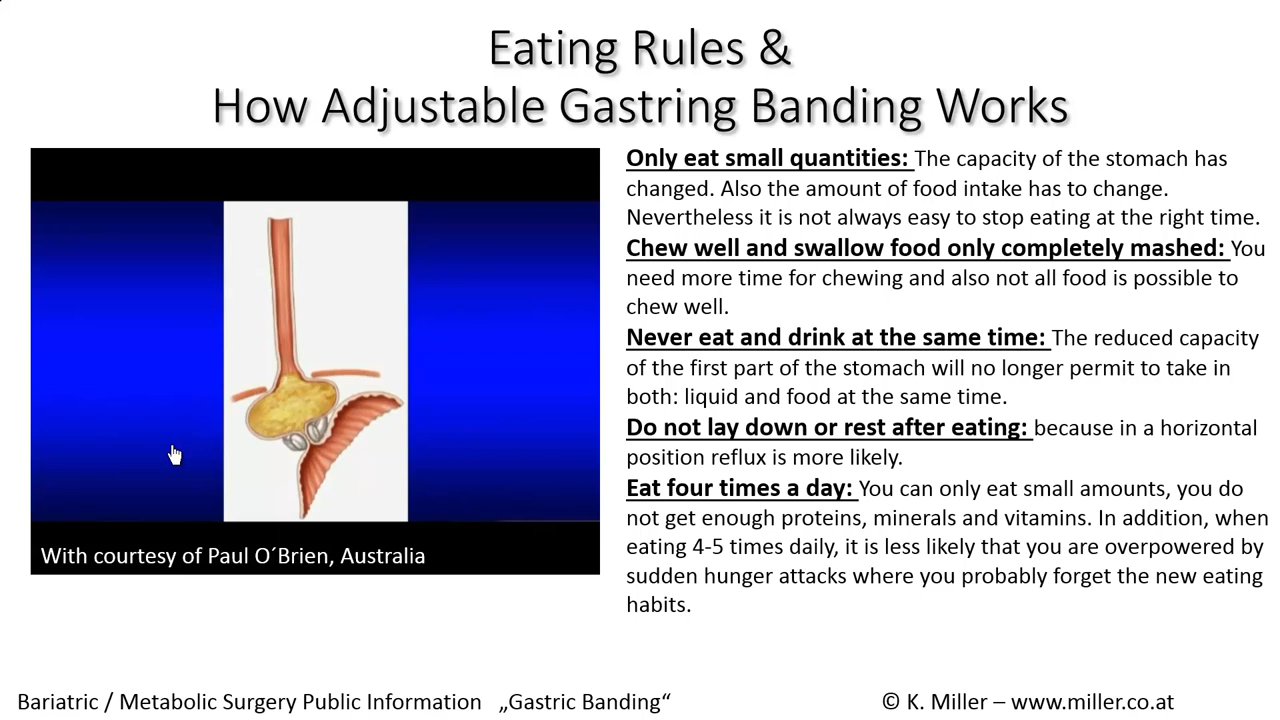 Eating Rules &
How Adjustable Gastring Banding Works
Only eat small quantities: The capacity of the stomach has
changed. Also the amount of food intake has to change.
Nevertheless it is not always easy to stop eating at the right time.
Chew well and swallow food only completely mashed: You
need more time for chewing and also not all food is possible to
chew well.
Never eat and drink at the same time: The reduced capacity
of the first part of the stomach will no longer permit to take in
both: liquid and food at the same time.
Do not lay down or rest after eating: because in a horizontal
position reflux is more likely.
Eat four times a day: You can only eat small amounts, you do
not get enough proteins, minerals and vitamins. In addition, when
eating 4-5 times daily, it is less likely that you are overpowered by
sudden hunger attacks where you probably forget the new eating
habits.
With courtesy of Paul O´Brien, Australia
Bariatric / Metabolic Surgery Public Information „Gastric Banding“
© K. Miller – www.miller.co.at